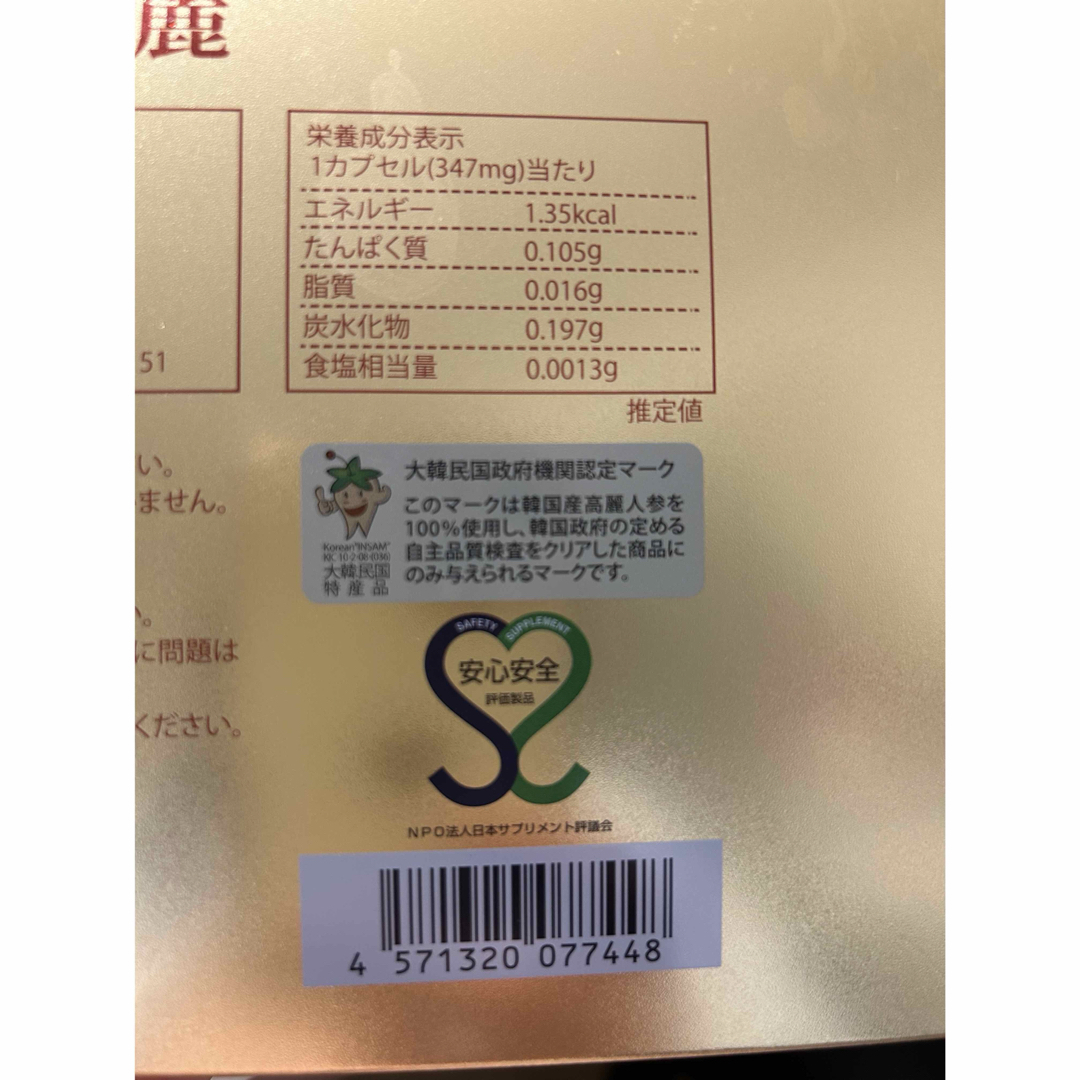 麗
51
い。
ません。
い。
に問題は
ください。
栄養成分表示
1カプセル(347mg)当たり
エネルギー 1.35kcal
たんぱく質 0.105g
脂質 0.016g
炭水化物 0.197g
食塩相当量 0.0013g
推定値
大韓民国政府機関認定マーク
このマークは韓国産高麗人参を
100%使用し、韓国政府の定める
自主品質検査をクリアした商品に
のみ与えられるマークです。
Korean"INSAM"
大韓民国
特産品
SAFETY SUPPLEMENT
安心安全
評価製品
NPO法人日本サプリメント評議会
4 571320 077448